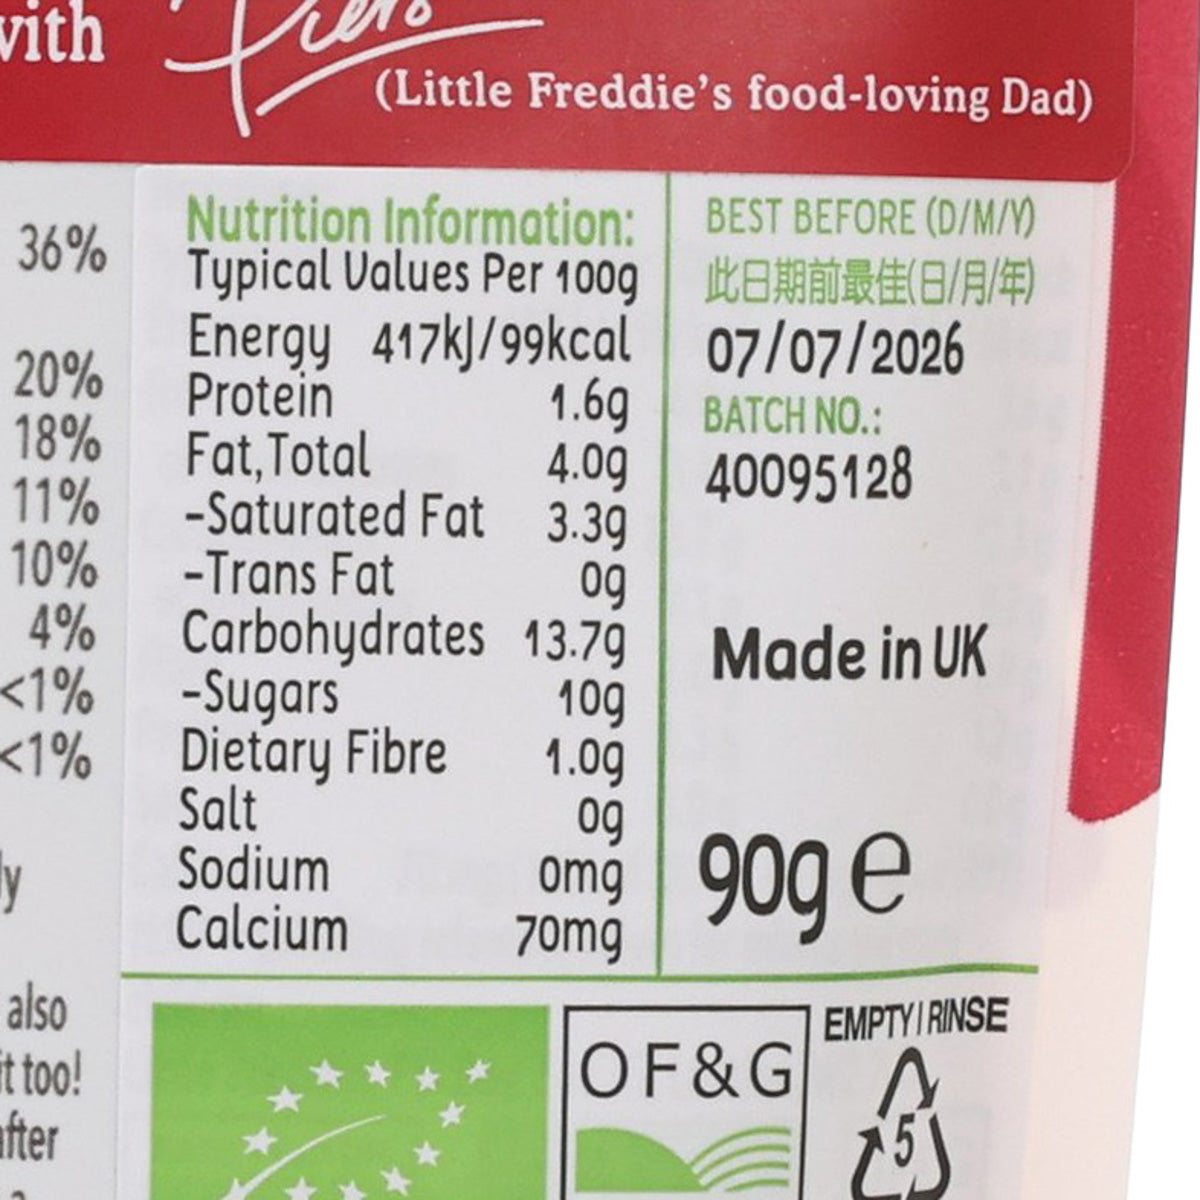 with Piero
(Little Freddie's food-loving Dad)
36%
20%
18%
11%
10%
4%
<1%
<1%
ly
also
it too!
after
Nutrition Information:
Typical Values Per 100g
Energy 417kJ/99kcal
Protein 1.6g
Fat,Total 4.0g
-Saturated Fat 3.3g
-Trans Fat 0g
Carbohydrates 13.7g
-Sugars 10g
Dietary Fibre 1.0g
Salt 0g
Sodium 0mg
Calcium 70mg
BEST BEFORE (D/M/Y)
此日期前最佳(日/月/年)
07/07/2026
BATCH NO.:
40095128
Made in UK
90g e
OF&G
EMPTY | RINSE
5